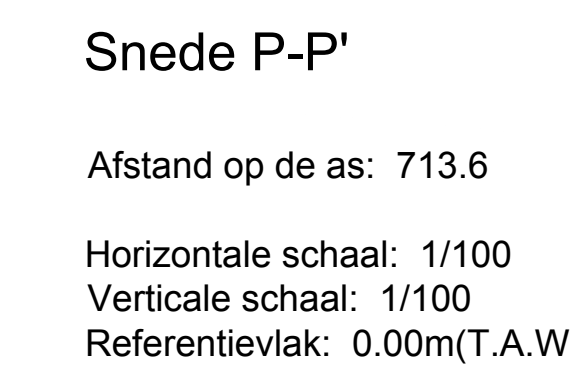 Snede P-P'
Afstand op de as: 713.6
Horizontale schaal: 1/100
Verticale schaal: 1/100
Referentievlak: 0.00m(T.A.W